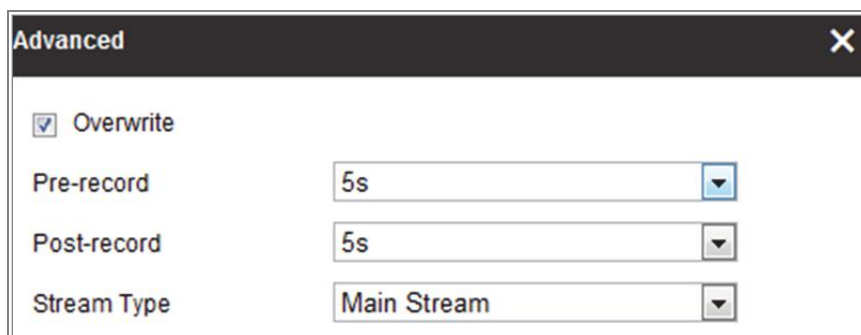 Advanced
Overwrite
Pre-record 5s
Post-record 5s
Stream Type Main Stream